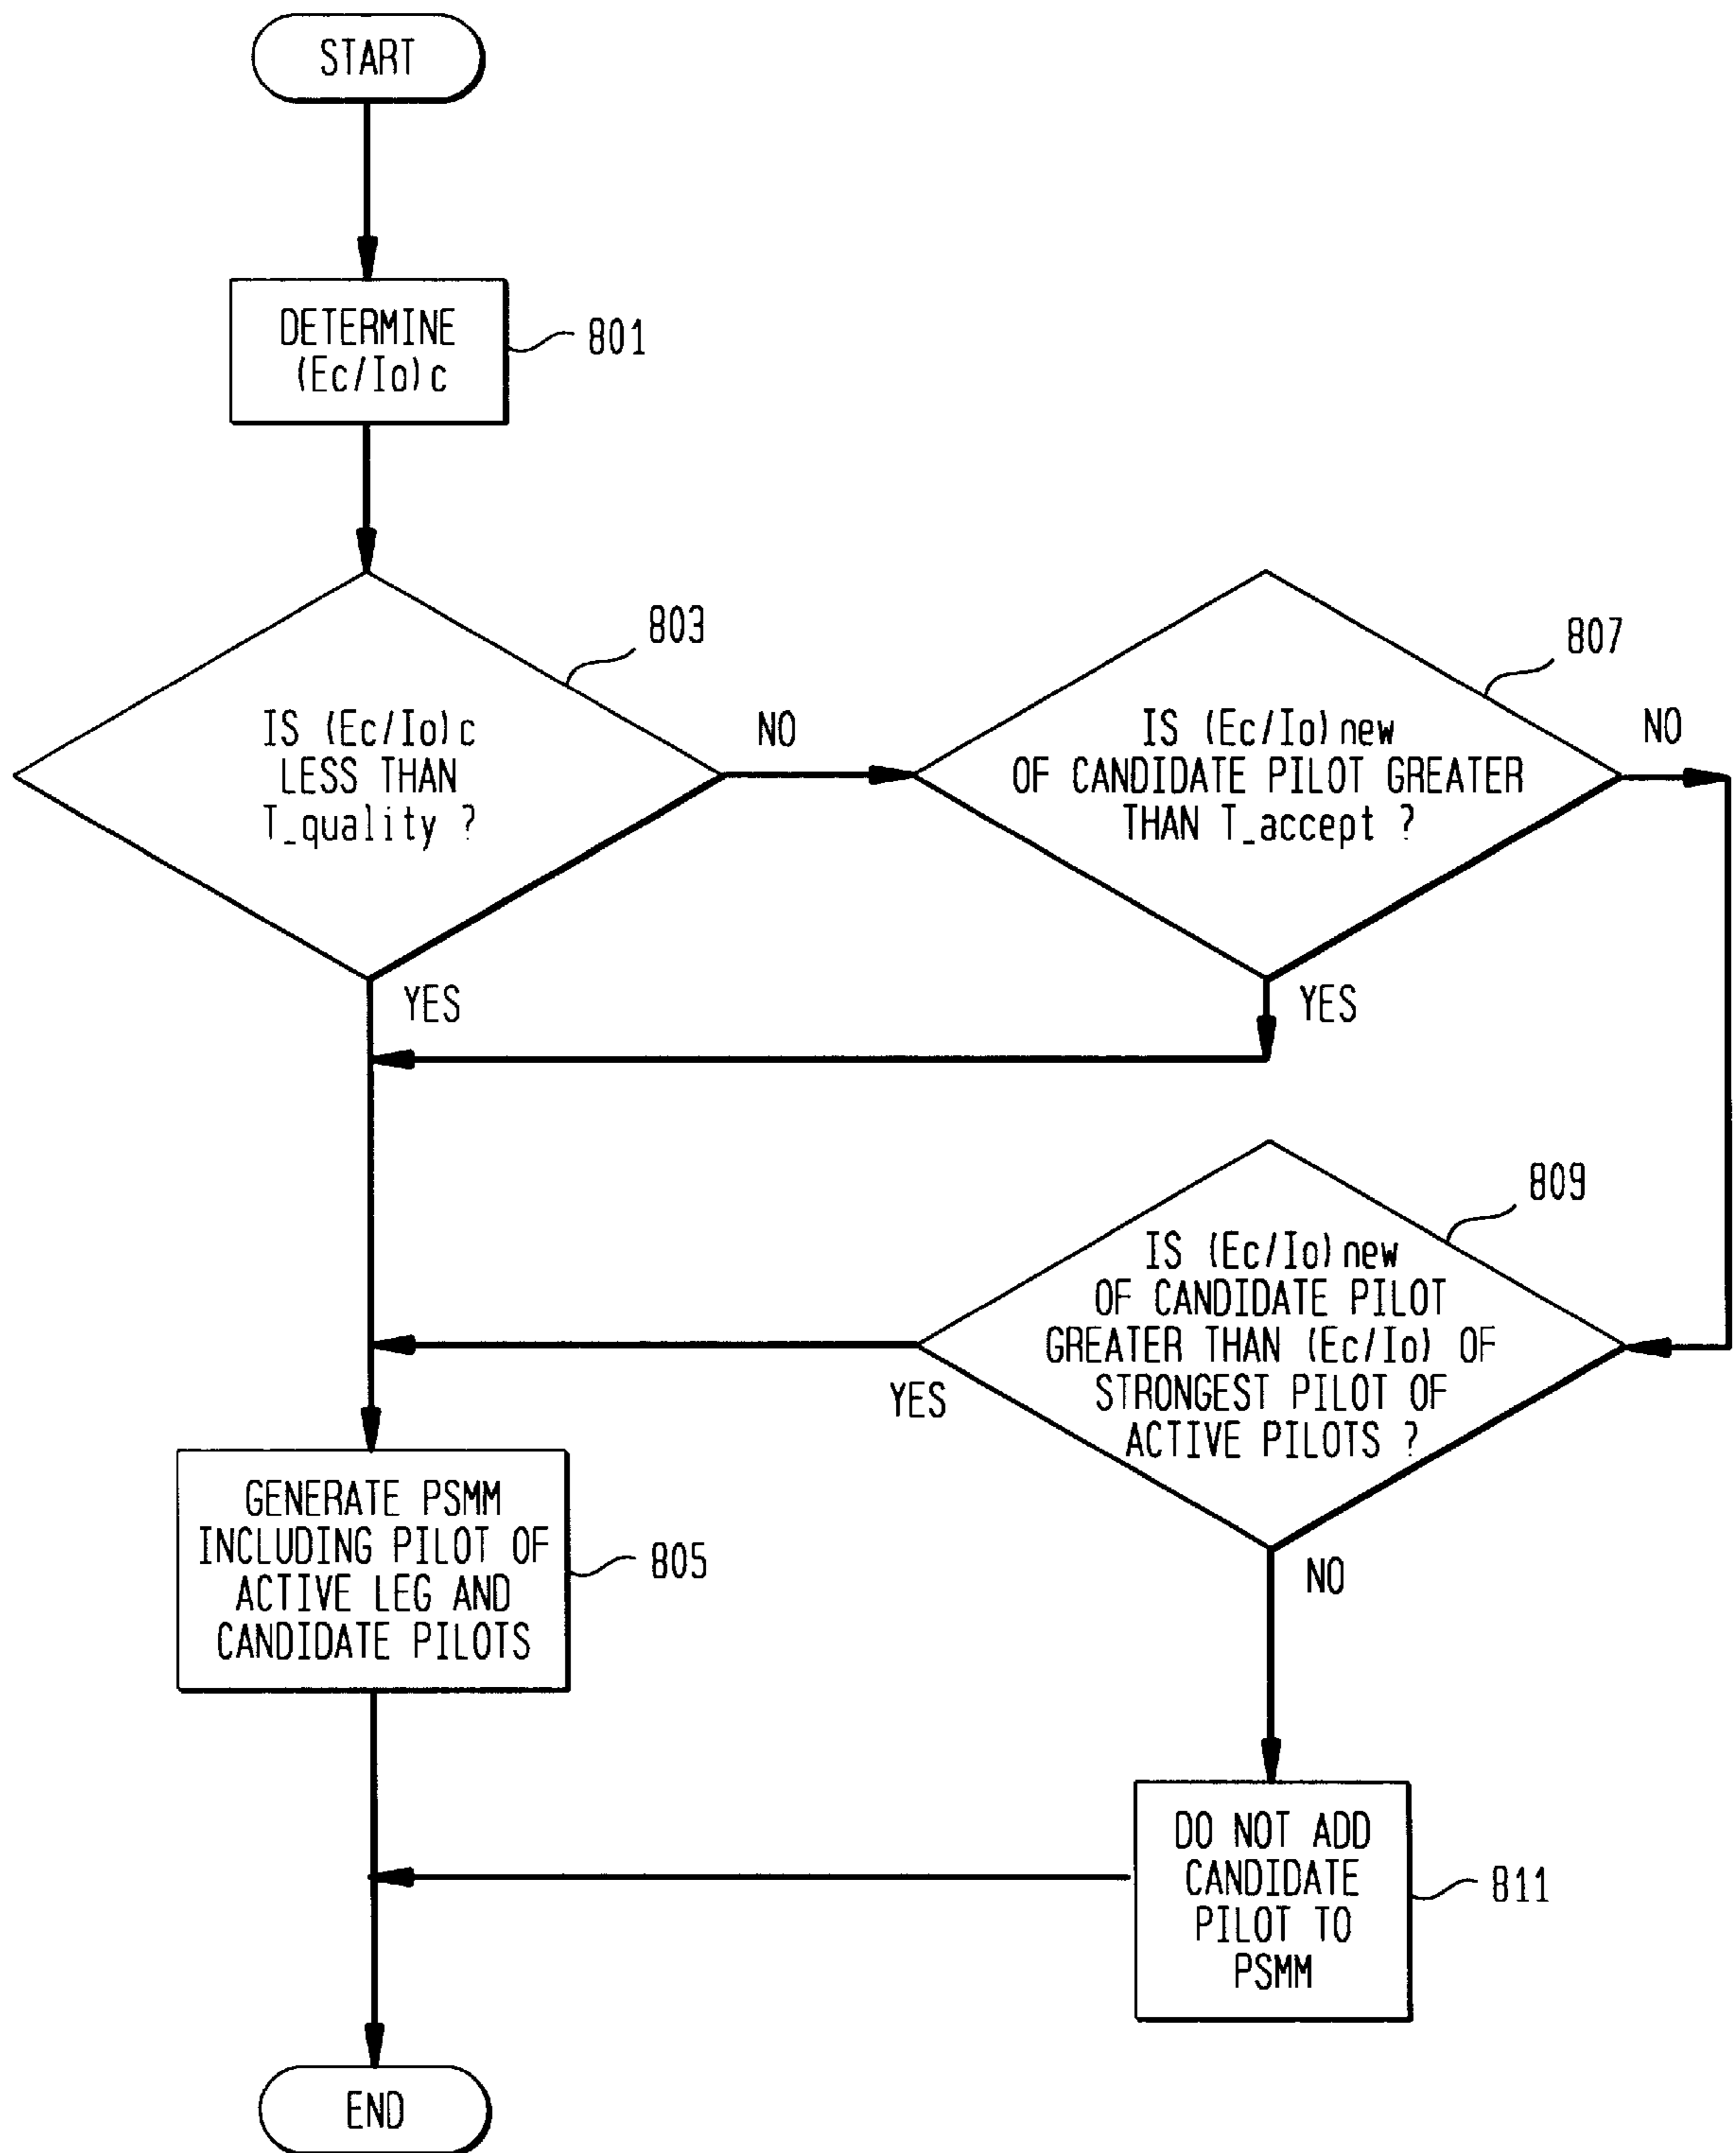 START
DETERMINE
(Ec/Io)c
801
803
IS (Ec/Io)c
LESS THAN
T_quality ?
NO
YES
807
IS (Ec/Io)new
OF CANDIDATE PILOT GREATER
THAN T_accept ?
NO
YES
809
IS (Ec/Io)new
OF CANDIDATE PILOT
GREATER THAN (Ec/Io) OF
STRONGEST PILOT OF
ACTIVE PILOTS ?
YES
NO
GENERATE PSMM
INCLUDING PILOT OF
ACTIVE LEG AND
CANDIDATE PILOTS
805
DO NOT ADD
CANDIDATE
PILOT TO
PSMM
811
END